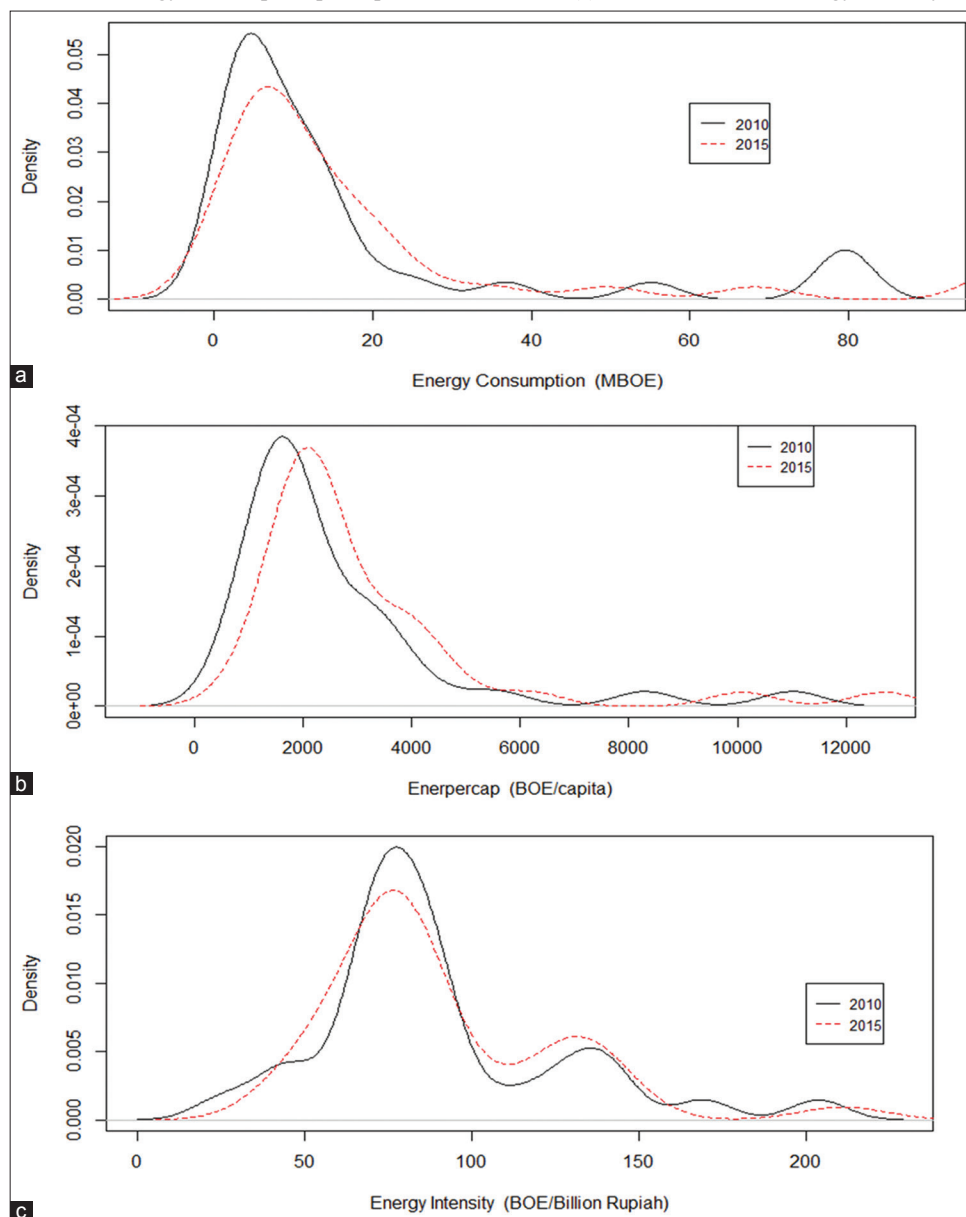 0.05
0.04
0.03
0.02
0.01
0.00
Density
2010
2015
0 20 40 60 80
a
Energy Consumption (MBOE)
4e-04
3e-04
2e-04
1e-04
0e+00
Density
2010
2015
0 2000 4000 6000 8000 10000 12000
b
Enerpercap (BOE/capita)
0.020
0.015
0.010
0.005
0.000
Density
2010
2015
0 50 100 150 200
Energy Intensity (BOE/Billion Rupiah)
c